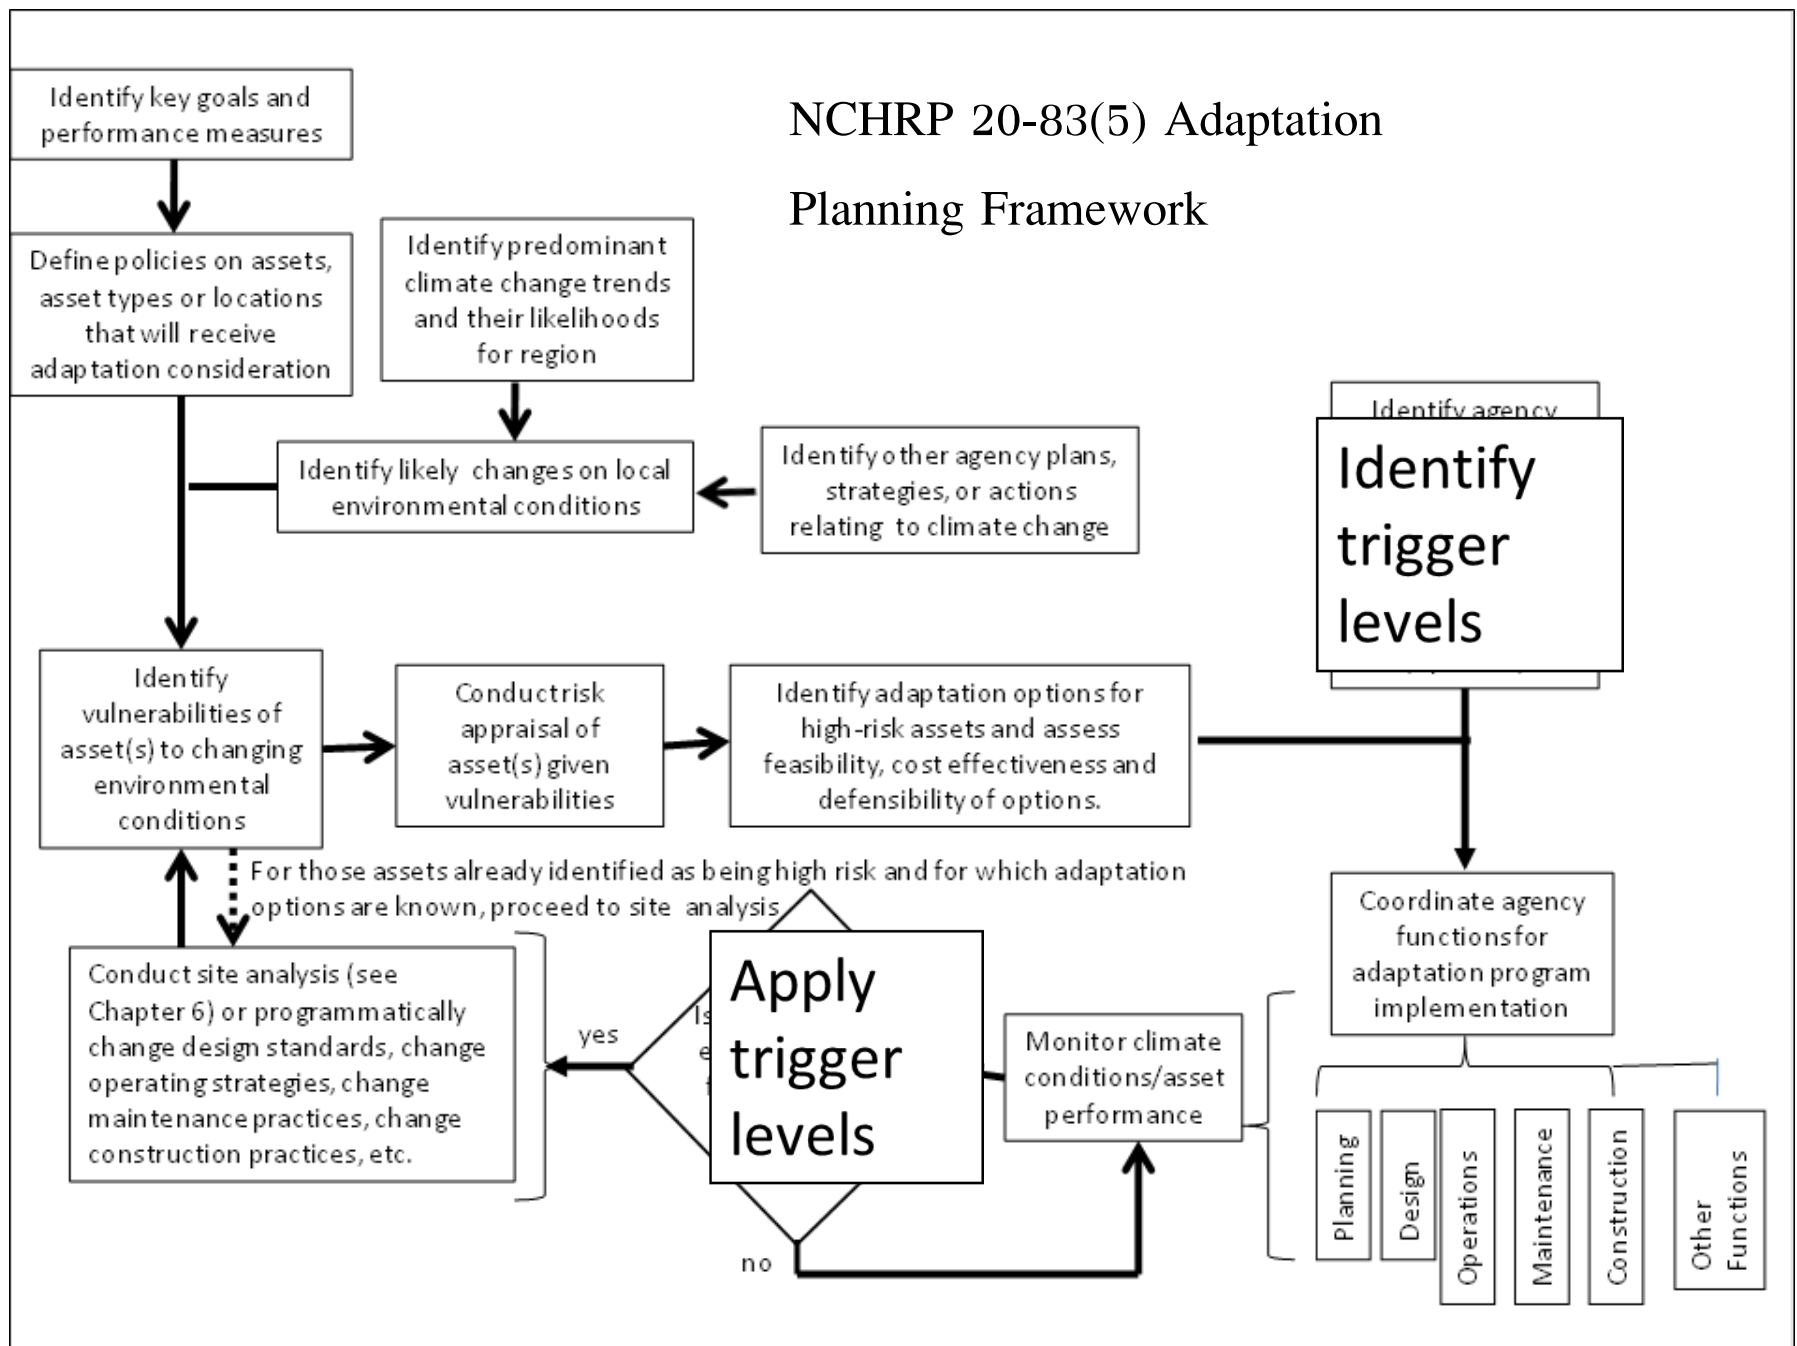 NCHRP 20-83(5) Adaptation
Planning Framework
Identify key goals and
performance measures
Define policies on assets,
asset types or locations
that will receive
adaptation consideration
Identify predominant
climate change trends
and their likelihoods
for region
Identify likely changes on local
environmental conditions
Identify other agency plans,
strategies, or actions
relating to climate change
Identify agency
Identify
trigger
levels
Identify
vulnerabilities of
asset(s) to changing
environmental
conditions
Conduct risk
appraisal of
asset(s) given
vulnerabilities
Identify adaptation options for
high-risk assets and assess
feasibility, cost effectiveness and
defensibility of options.
For those assets already identified as being high risk and for which adaptation
options are known, proceed to site analysis
Conduct site analysis (see
Chapter 6) or programmatically
change design standards, change
operating strategies, change
maintenance practices, change
construction practices, etc.
yes
Apply
trigger
levels
no
Monitor climate
conditions/asset
performance
Coordinate agency
functions for
adaptation program
implementation
Planning
Design
Operations
Maintenance
Construction
Other
Functions